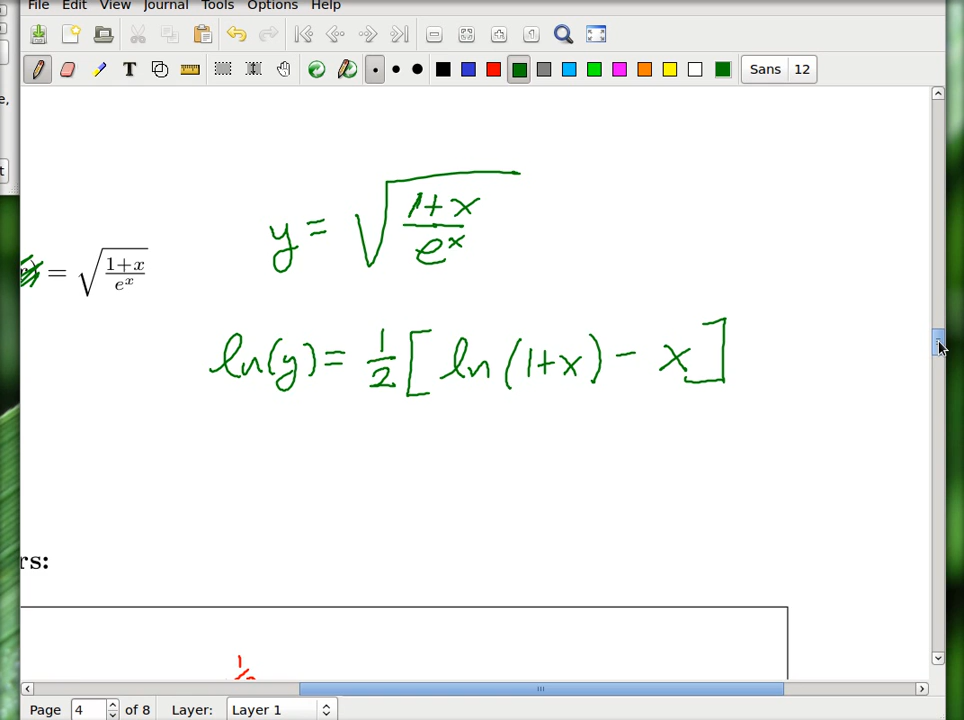 File Edit View Journal Tools Options Help
Sans 12
y = √((1+x)/e^x)
= √((1+x)/e^x)
ln(y) = 1/2 [ ln(1+x) - x ]
rs:
Page 4 of 8 Layer: Layer 1